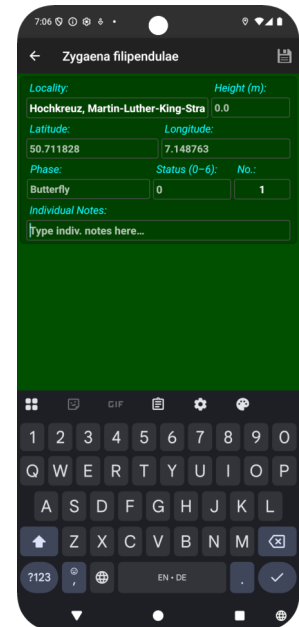 7:06
Zygaena filipendulae
Locality: Height (m):
Hochkreuz, Martin-Luther-King-Stra 0.0
Latitude: Longitude:
50.711828 7.148763
Phase: Status (0–6): No.:
Butterfly 0 1
Individual Notes:
Type indiv. notes here…
GIF
1 2 3 4 5 6 7 8 9 0
Q W E R T Y U I O P
A S D F G H J K L
Z X C V B N M
?123 , EN • DE .